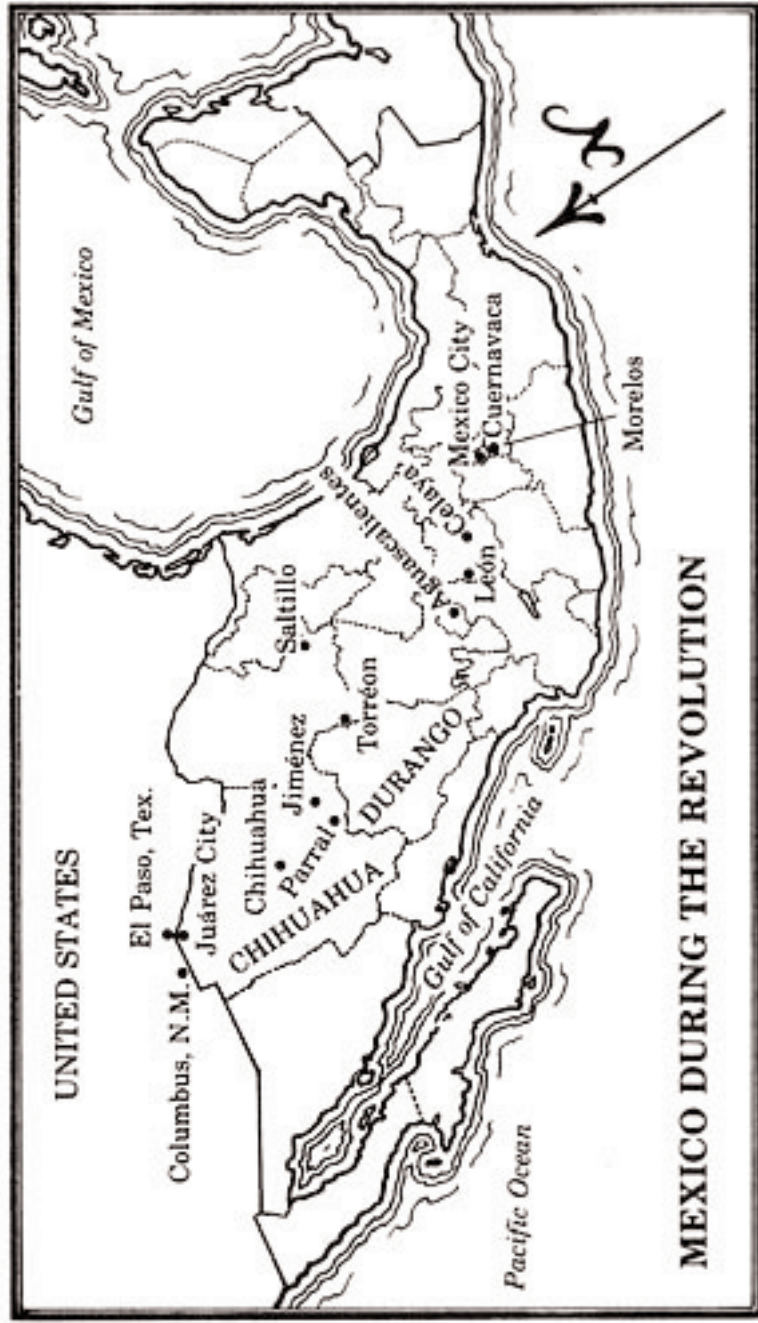 UNITED STATES
Gulf of Mexico
Columbus, N.M.
El Paso, Tex.
Juárez City
Chihuahua
Jiménez
Saltillo
Parral
Torréon
CHIHUAHUA
DURANGO
Aguascalientes
Celaya
León
Mexico City
Cuernavaca
Morelos
Gulf of California
Pacific Ocean
N
MEXICO DURING THE REVOLUTION